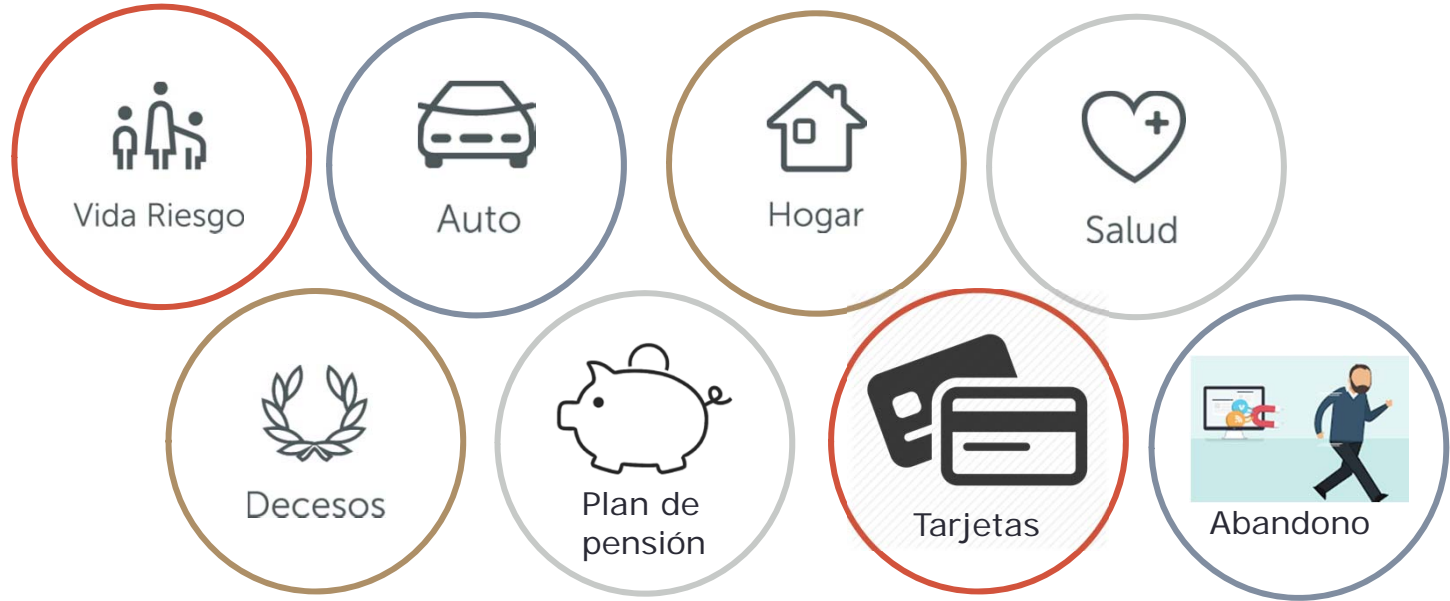 Vida Riesgo
Auto
Hogar
Salud
Decesos
Plan de
pensión
Tarjetas
Abandono